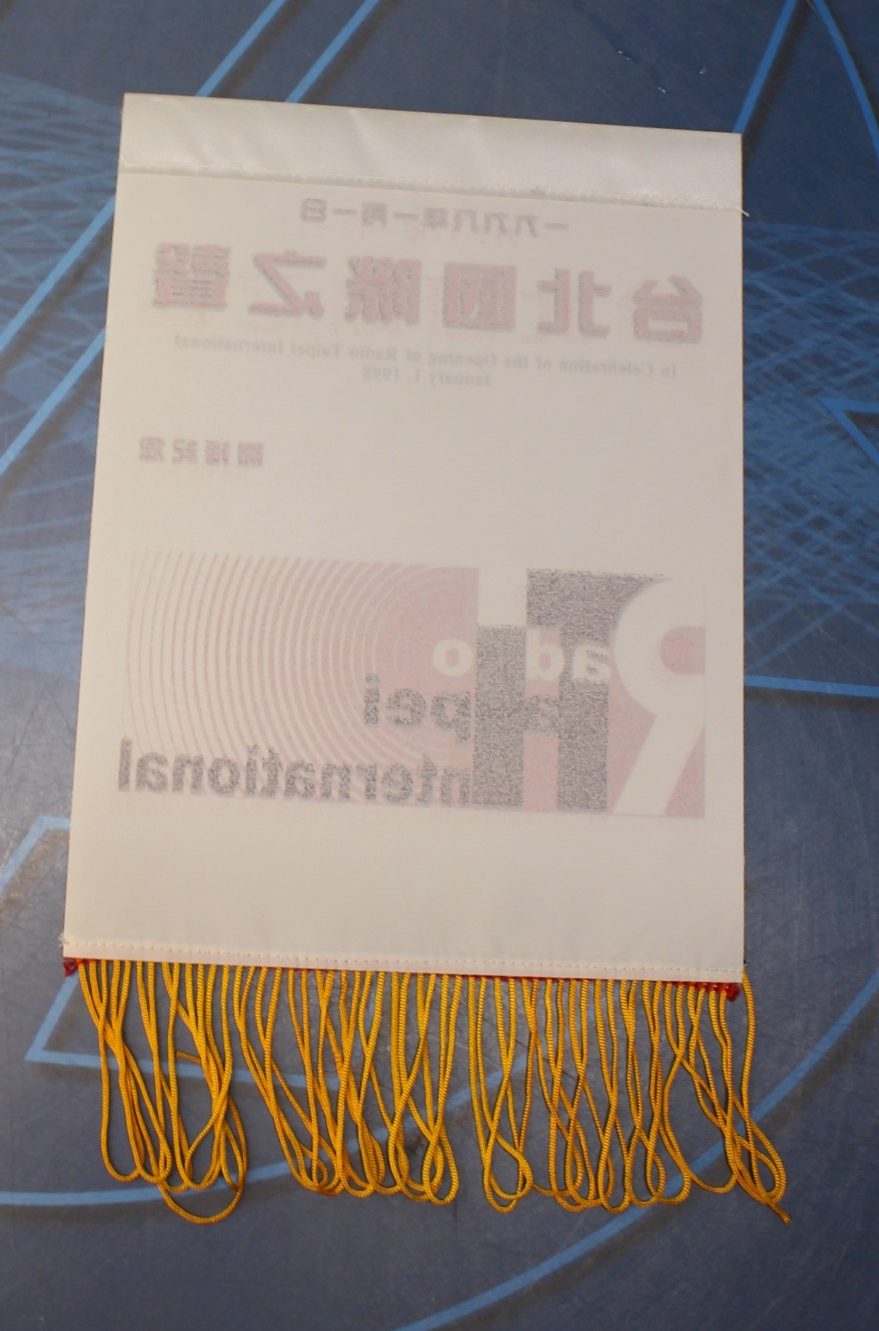 一九九八年一月一日
台北國際之聲
In Celebration of the Opening of Radio Taipei International
January 1, 1998
開播紀念
Radio
Taipei
International